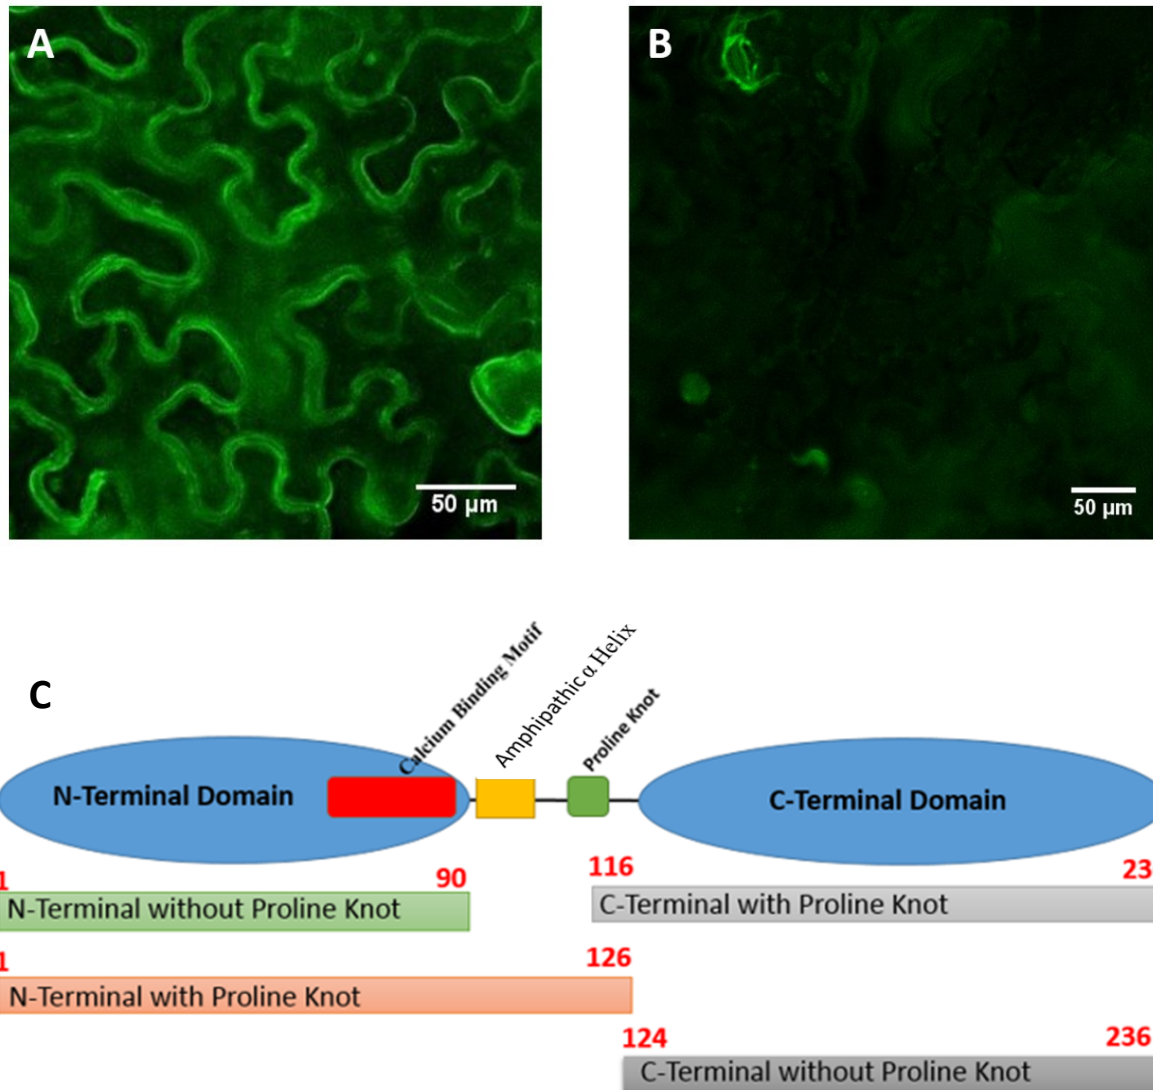 A
B
50 µm
50 µm
C
Calcium Binding Motif
Amphipathic α Helix
Proline Knot
N-Terminal Domain
C-Terminal Domain
1
90
116
23
N-Terminal without Proline Knot
C-Terminal with Proline Knot
1
126
N-Terminal with Proline Knot
124
236
C-Terminal without Proline Knot